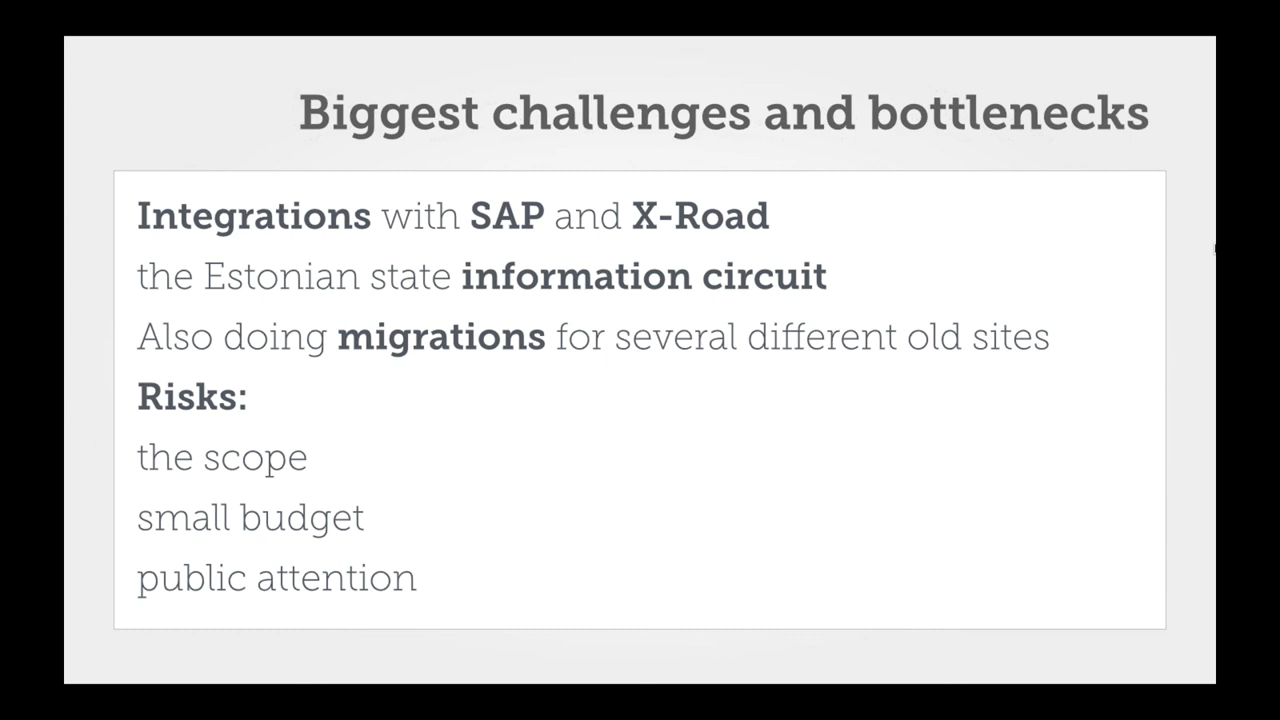 Biggest challenges and bottlenecks
Integrations with SAP and X-Road
the Estonian state information circuit
Also doing migrations for several different old sites
Risks:
the scope
small budget
public attention